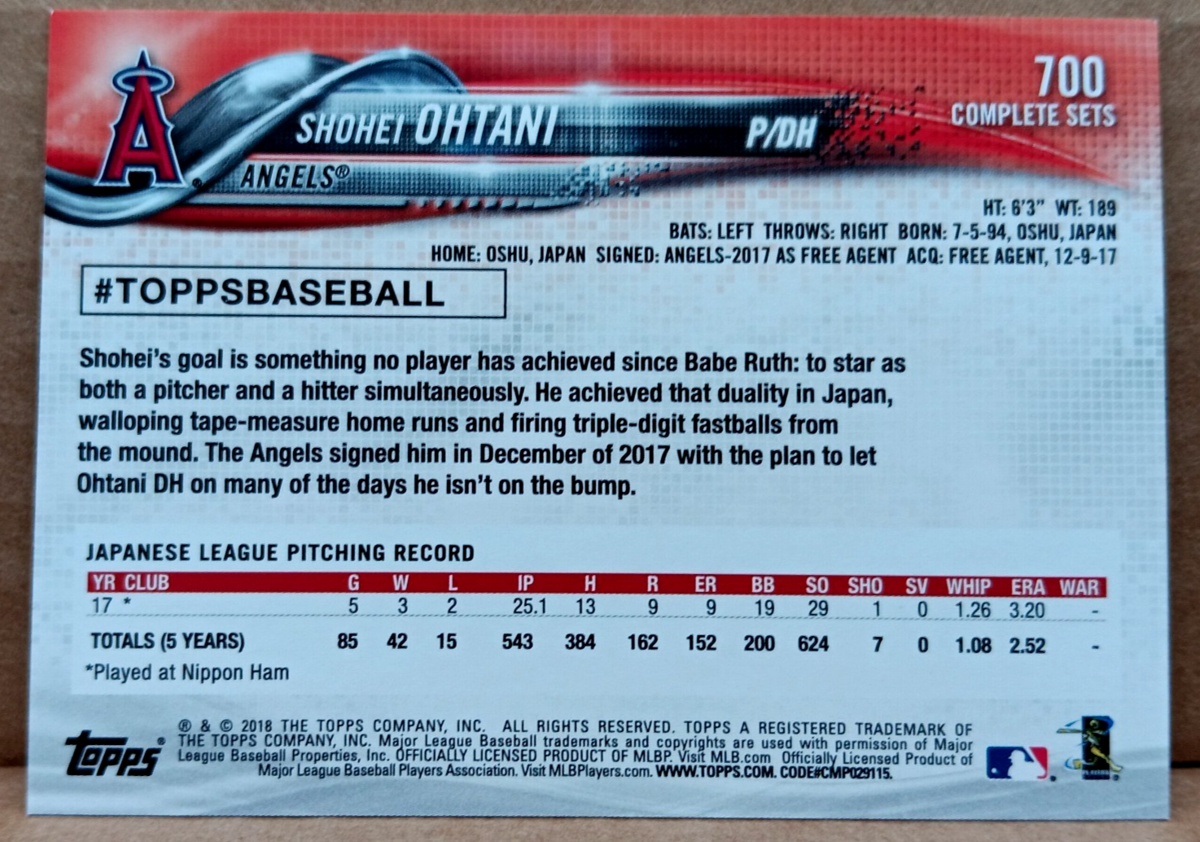 A
SHOHEI OHTANI P/DH
ANGELS®
700
COMPLETE SETS
HT: 6'3" WT: 189
BATS: LEFT THROWS: RIGHT BORN: 7-5-94, OSHU, JAPAN
HOME: OSHU, JAPAN SIGNED: ANGELS-2017 AS FREE AGENT ACQ: FREE AGENT, 12-9-17
#TOPPSBASEBALL
Shohei's goal is something no player has achieved since Babe Ruth: to star as
both a pitcher and a hitter simultaneously. He achieved that duality in Japan,
walloping tape-measure home runs and firing triple-digit fastballs from
the mound. The Angels signed him in December of 2017 with the plan to let
Ohtani DH on many of the days he isn't on the bump.
JAPANESE LEAGUE PITCHING RECORD
YR CLUB G W L IP H R ER BB SO SHO SV WHIP ERA WAR
17 * 5 3 2 25.1 13 9 9 19 29 1 0 1.26 3.20 -
TOTALS (5 YEARS) 85 42 15 543 384 162 152 200 624 7 0 1.08 2.52 -
*Played at Nippon Ham
topps®
® & © 2018 THE TOPPS COMPANY, INC. ALL RIGHTS RESERVED. TOPPS A REGISTERED TRADEMARK OF
THE TOPPS COMPANY, INC. Major League Baseball trademarks and copyrights are used with permission of Major
League Baseball Properties, Inc. OFFICIALLY LICENSED PRODUCT OF MLBP. Visit MLB.com Officially Licensed Product of
Major League Baseball Players Association. Visit MLBPlayers.com. WWW.TOPPS.COM. CODE#CMP029115.